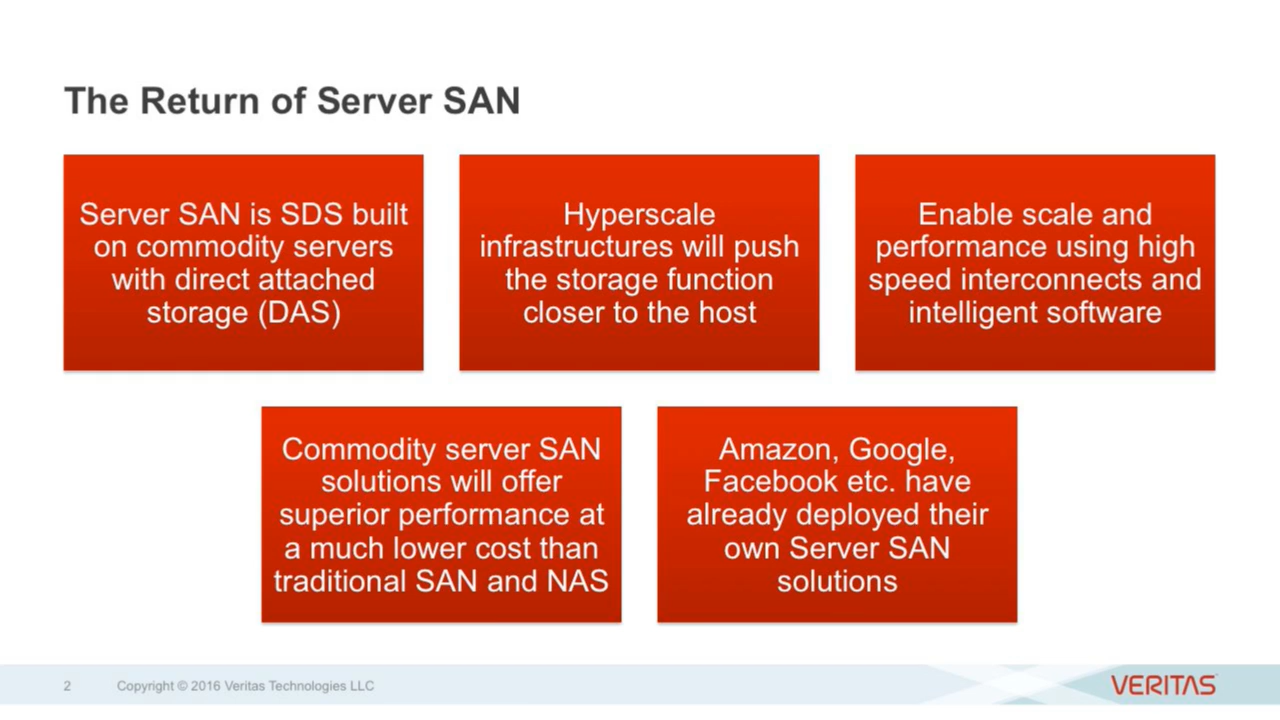 The Return of Server SAN
Server SAN is SDS built
on commodity servers
with direct attached
storage (DAS)
Hyperscale
infrastructures will push
the storage function
closer to the host
Enable scale and
performance using high
speed interconnects and
intelligent software
Commodity server SAN
solutions will offer
superior performance at
a much lower cost than
traditional SAN and NAS
Amazon, Google,
Facebook etc. have
already deployed their
own Server SAN
solutions
2
Copyright © 2016 Veritas Technologies LLC
VERITAS